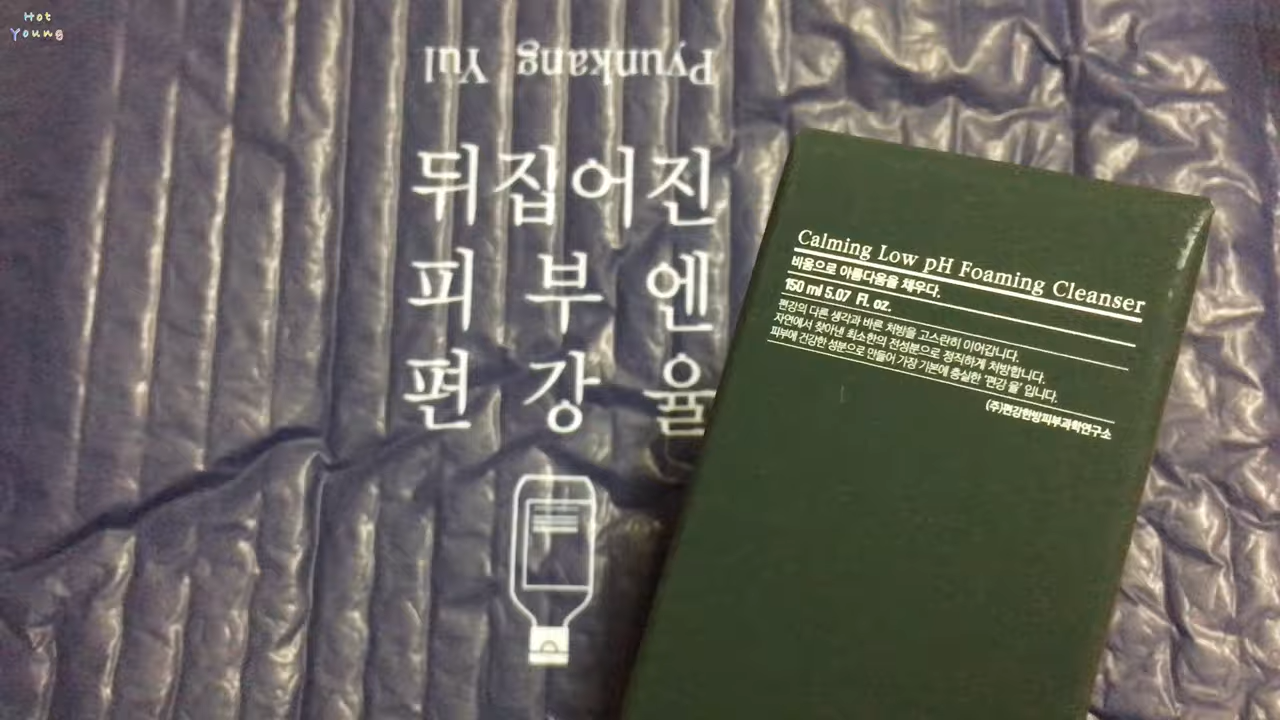 Hot
Young
Pyunkang Yul
뒤집어진
피부엔
편강율
Calming Low pH Foaming Cleanser
비움으로 아름다움을 채우다.
150 ml 5.07 FL. oz.
편강의 다른 생각과 바른 처방을 고스란히 이어갑니다.
자연에서 찾아낸 최소한의 전성분으로 정직하게 처방합니다.
피부에 건강한 성분으로 만들어 가장 기본에 충실한 '편강 율' 입니다.
(주)편강한방피부과학연구소